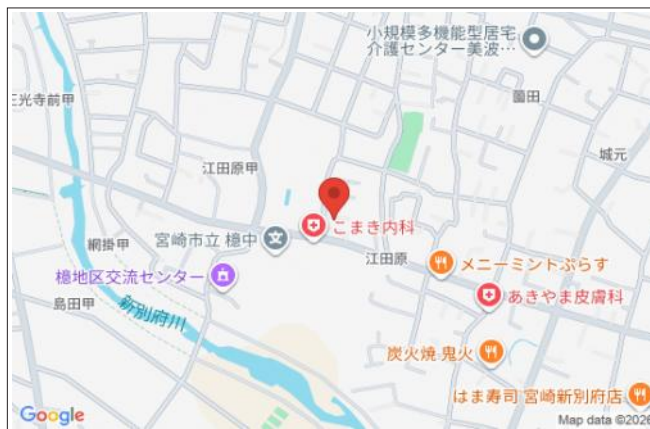 小規模多機能型居宅
介護センター美波…
薗田
王光寺前甲
城元
江田原甲
こまき内科
宮崎市立 檍中
江田原
網掛甲
メニーミントぷらす
檍地区交流センター
あきやま皮膚科
島田甲
新別府川
炭火焼 鬼火
はま寿司 宮崎新別府店
Google
Map data ©2026